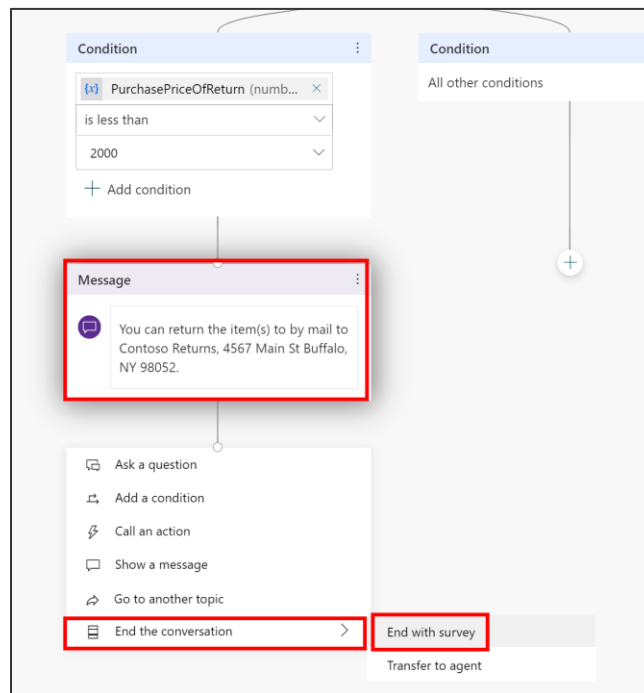 Condition
{x} PurchasePriceOfReturn (numb...
is less than
2000
Add condition
Condition
All other conditions
Message
You can return the item(s) to by mail to
Contoso Returns, 4567 Main St Buffalo,
NY 98052.
Ask a question
Add a condition
Call an action
Show a message
Go to another topic
End the conversation
End with survey
Transfer to agent